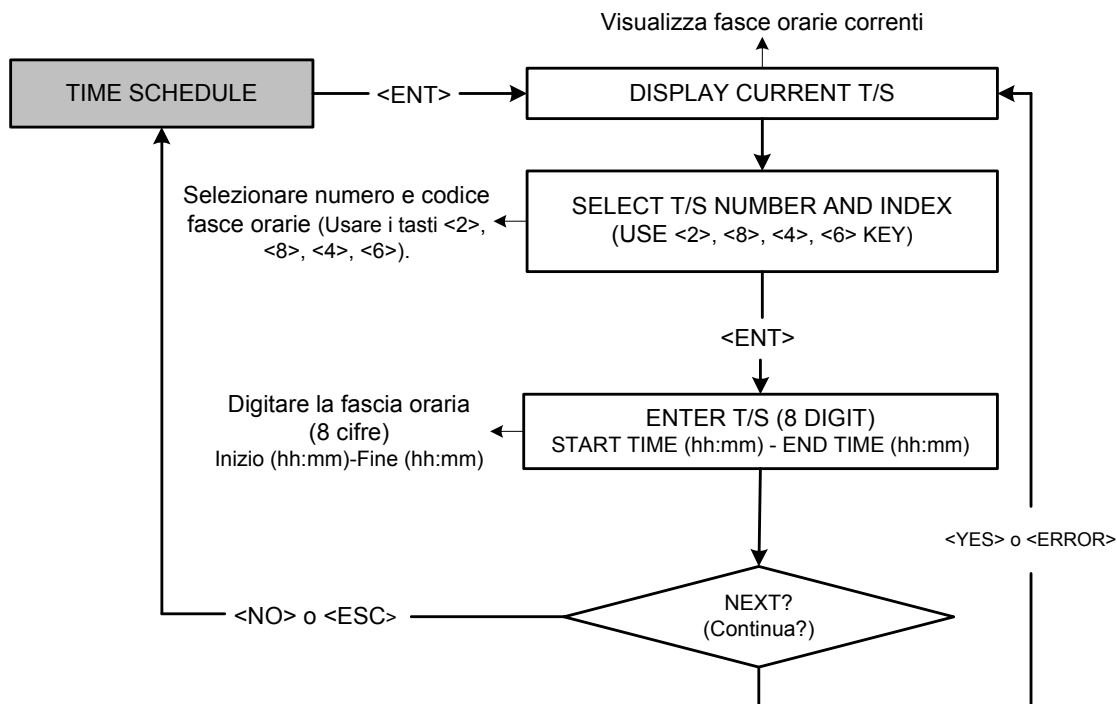 Visualizza fasce orarie correnti
TIME SCHEDULE
<ENT>
DISPLAY CURRENT T/S
Selezionare numero e codice
fasce orarie (Usare i tasti <2>,
<8>, <4>, <6>).
SELECT T/S NUMBER AND INDEX
(USE <2>, <8>, <4>, <6> KEY)
<ENT>
Digitare la fascia oraria
(8 cifre)
Inizio (hh:mm)-Fine (hh:mm)
ENTER T/S (8 DIGIT)
START TIME (hh:mm) - END TIME (hh:mm)
<YES> o <ERROR>
<NO> o <ESC>
NEXT?
(Continua?)